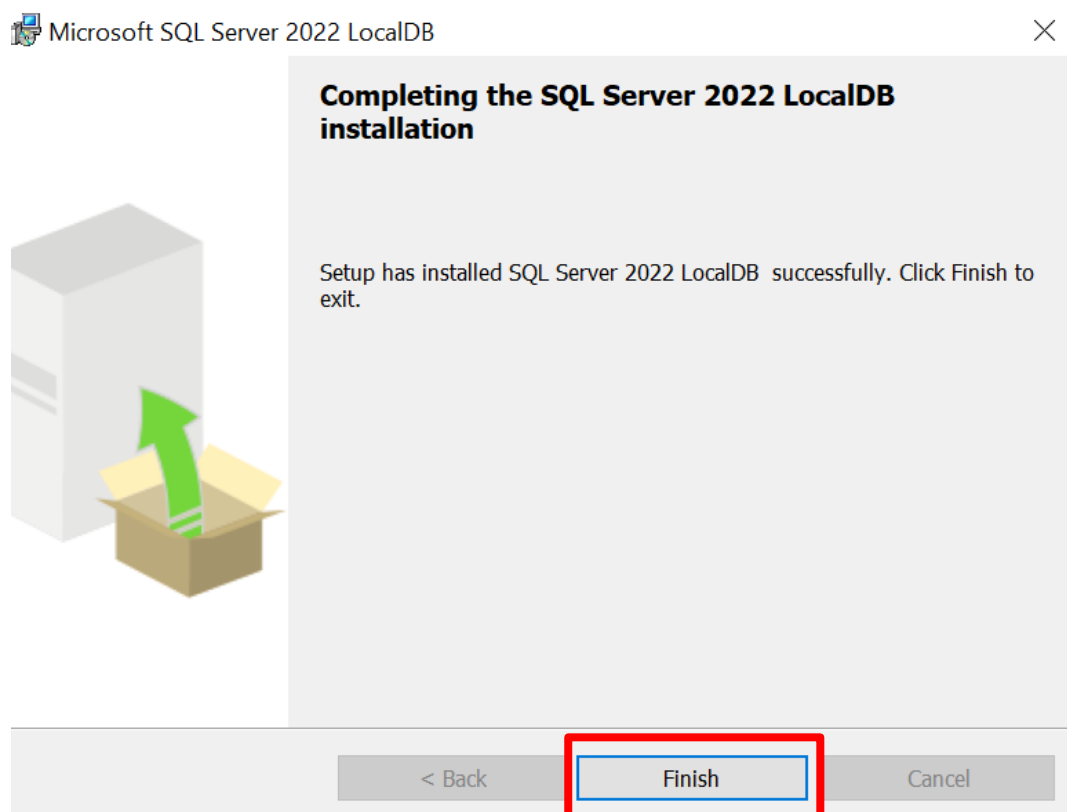 Microsoft SQL Server 2022 LocalDB
Completing the SQL Server 2022 LocalDB
installation
Setup has installed SQL Server 2022 LocalDB  successfully. Click Finish to
exit.
< Back
Finish
Cancel